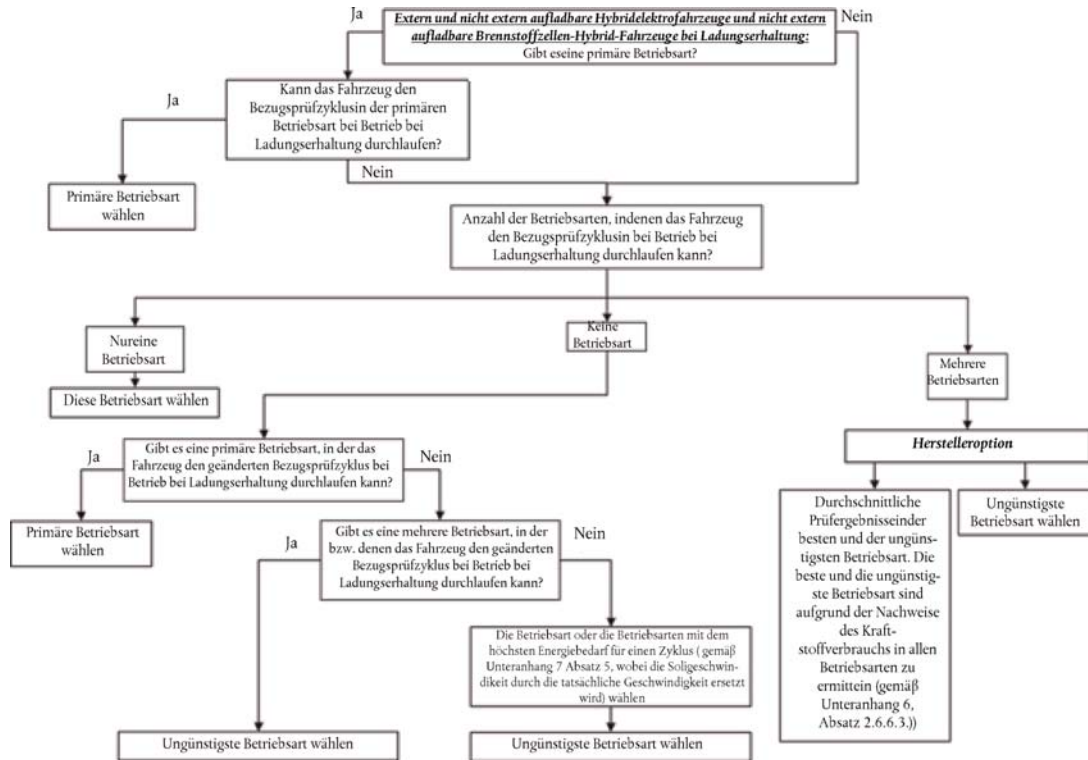 Ja
Extern und nicht extern aufladbare Hybridelektrofahrzeuge und nicht extern
aufladbare Brennstoffzellen-Hybrid-Fahrzeuge bei Ladungserhaltung:
Gibt eseine primäre Betriebsart?
Nein
Ja
Kann das Fahrzeug den
Bezugsprüfzyklusin der primären
Betriebsart bei Betrieb bei
Ladungserhaltung durchlaufen?
Nein
Primäre Betriebsart
wählen
Anzahl der Betriebsarten, indenen das Fahrzeug
den Bezugsprüfzyklusin bei Betrieb bei
Ladungserhaltung durchlaufen kann?
Nureine
Betriebsart
Diese Betriebsart wählen
Keine
Betriebsart
Mehrere
Betriebsarten
Herstelleroption
Durchschnittliche
Prüfergebnisseinder
besten und der ungüns-
tigsten Betriebsart. Die
beste und die ungünstig-
ste Betriebsart sind
aufgrund der Nachweise
des Kraft-
stoffverbrauchs in allen
Betriebsarten zu
ermittein (gemäß
Unteranhang 6,
Absatz 2.6.6.3.))
Ungünstigste
Betriebsart wählen
Ja
Gibt es eine primäre Betriebsart, in der das
Fahrzeug den geänderten Bezugsprüfzyklus bei
Betrieb bei Ladungserhaltung durchlaufen kann?
Nein
Primäre Betriebsart
wählen
Ja
Gibt es eine mehrere Betriebsart, in der
bzw. denen das Fahrzeug den geänderten
Bezugsprüfzyklus bei Betrieb bei
Ladungserhaltung durchlaufen kann?
Nein
Die Betriebsart oder die Betriebsarten mit dem
höchsten Energiebedarf für einen Zyklus ( gemäß
Unteranhang 7 Absatz 5, wobei die Soligeschwin-
dikeit durch die tatsächliche Geschwindigkeit ersetzt
wird) wählen
Ungünstigste Betriebsart wählen
Ungünstigste Betriebsart wählen